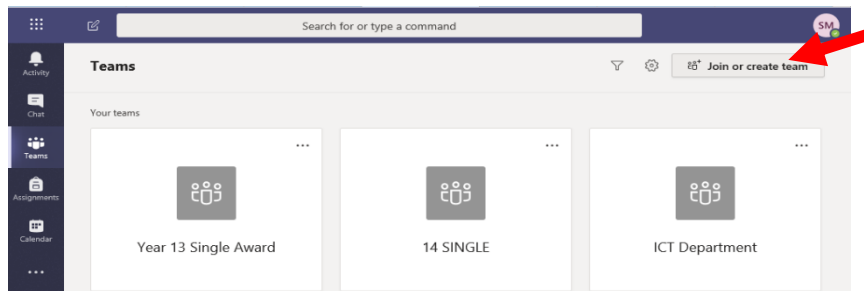 Search for or type a command
SM
Activity
Chat
Teams
Assignments
Calendar
Teams
Join or create team
Your teams
Year 13 Single Award
14 SINGLE
ICT Department